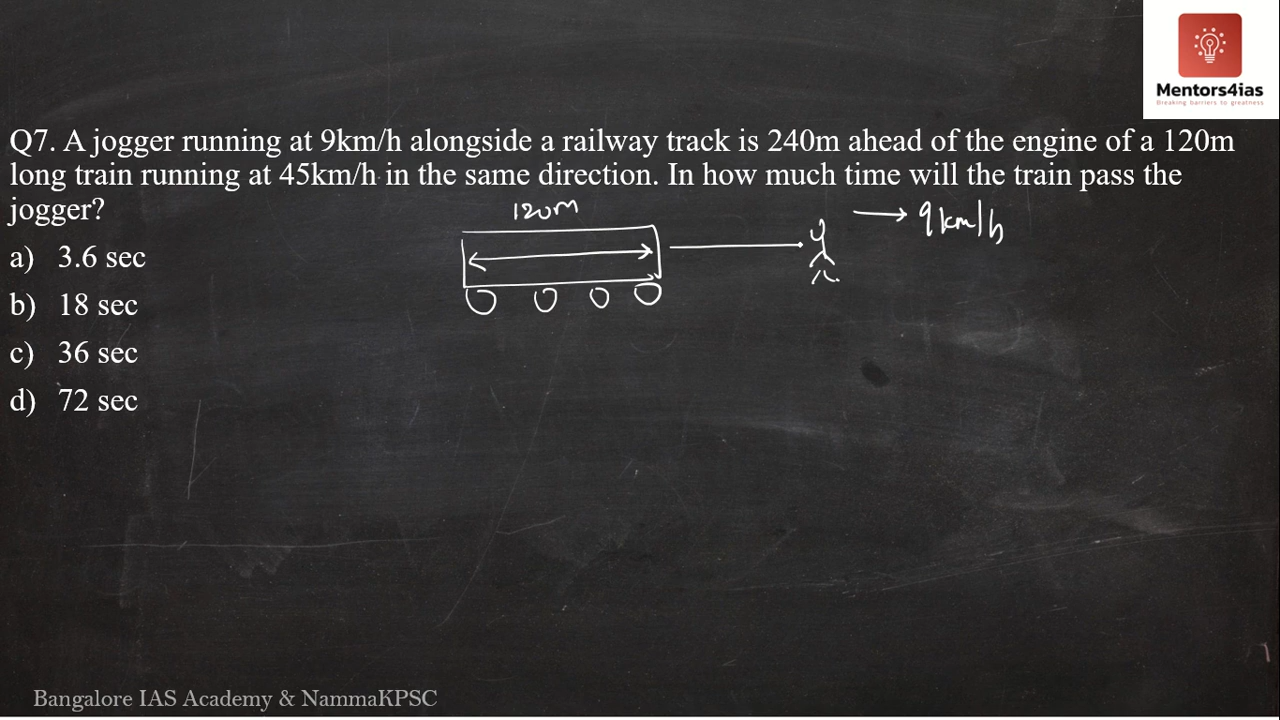 Mentors4ias
Breaking barriers to greatness
Q7. A jogger running at 9km/h alongside a railway track is 240m ahead of the engine of a 120m
long train running at 45km/h in the same direction. In how much time will the train pass the
jogger?
120m
9km/h
a) 3.6 sec
b) 18 sec
c) 36 sec
d) 72 sec
Bangalore IAS Academy & NammaKPSC